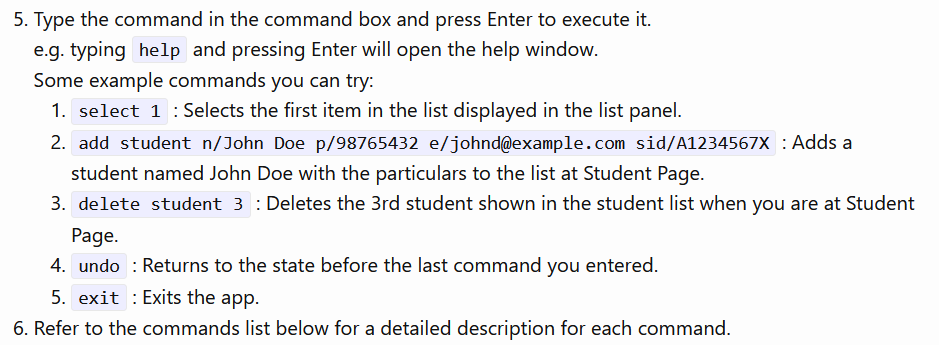 5. Type the command in the command box and press Enter to execute it.
e.g. typing help and pressing Enter will open the help window.
Some example commands you can try:
1. select 1 : Selects the first item in the list displayed in the list panel.
2. add student n/John Doe p/98765432 e/johnd@example.com sid/A1234567X : Adds a
student named John Doe with the particulars to the list at Student Page.
3. delete student 3 : Deletes the 3rd student shown in the student list when you are at Student
Page.
4. undo : Returns to the state before the last command you entered.
5. exit : Exits the app.
6. Refer to the commands list below for a detailed description for each command.